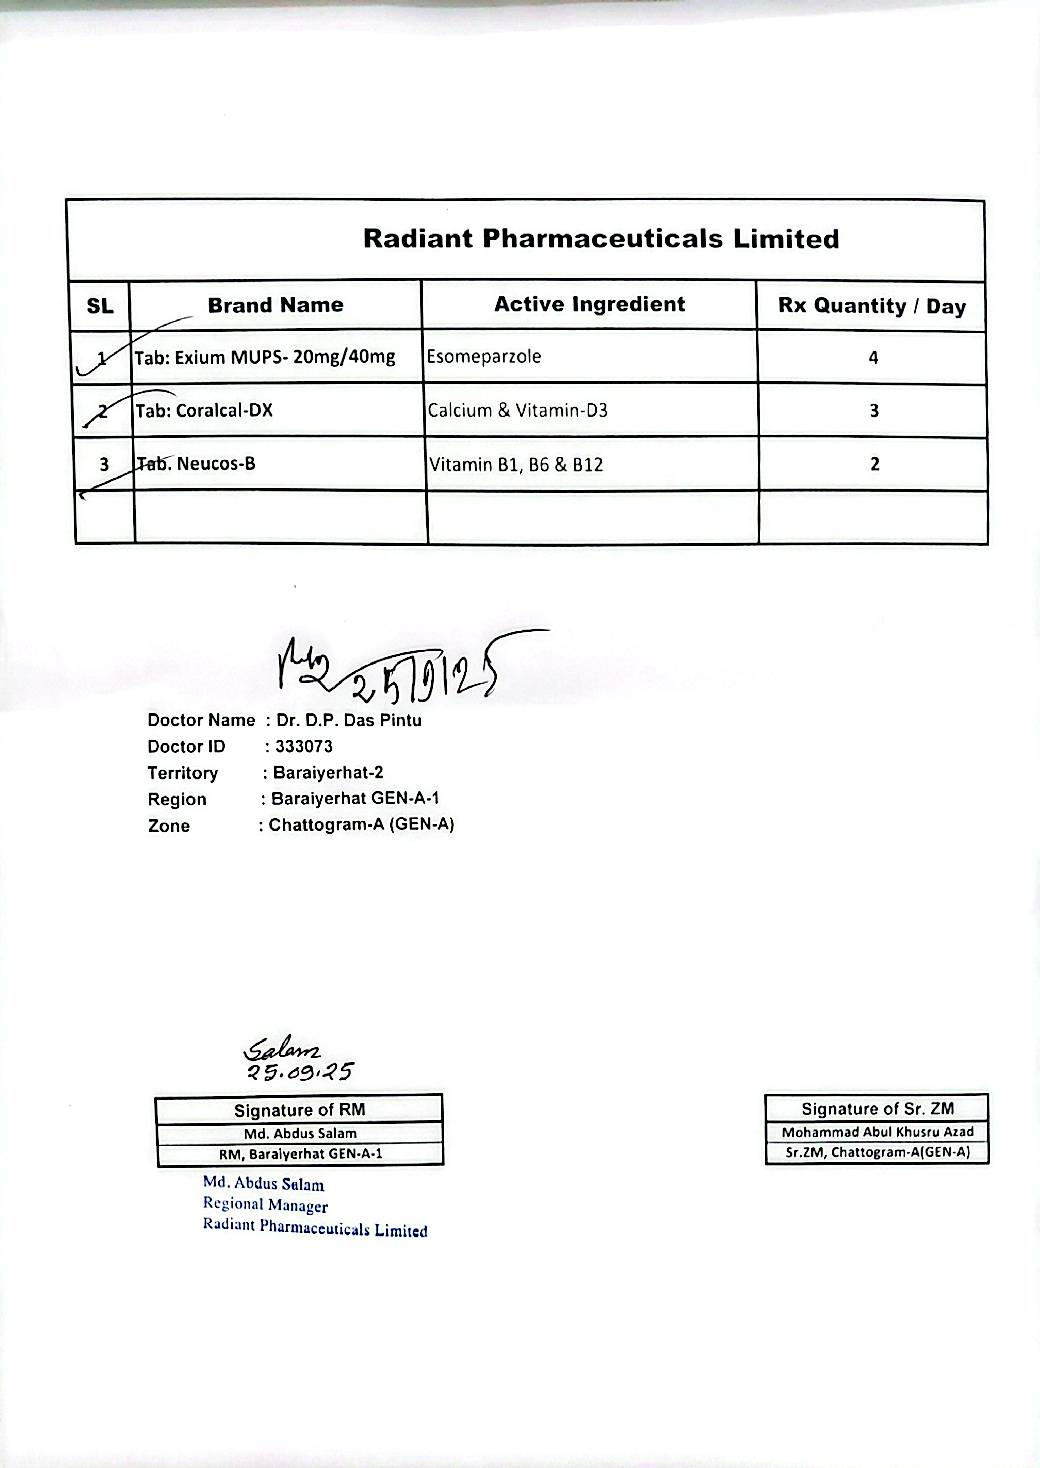 Radiant Pharmaceuticals Limited
SL Brand Name Active Ingredient Rx Quantity / Day
1 Tab: Exium MUPS- 20mg/40mg Esomeparzole 4
2 Tab: Coralcal-DX Calcium & Vitamin-D3 3
3 Tab. Neucos-B Vitamin B1, B6 & B12 2
25/9/25
Doctor Name : Dr. D.P. Das Pintu
Doctor ID : 333073
Territory : Baraiyerhat-2
Region : Baraiyerhat GEN-A-1
Zone : Chattogram-A (GEN-A)
Salam
25.09.25
Signature of RM
Md. Abdus Salam
RM, Baraiyerhat GEN-A-1
Md. Abdus Salam
Regional Manager
Radiant Pharmaceuticals Limited
Signature of Sr. ZM
Mohammad Abul Khusru Azad
Sr.ZM, Chattogram-A(GEN-A)